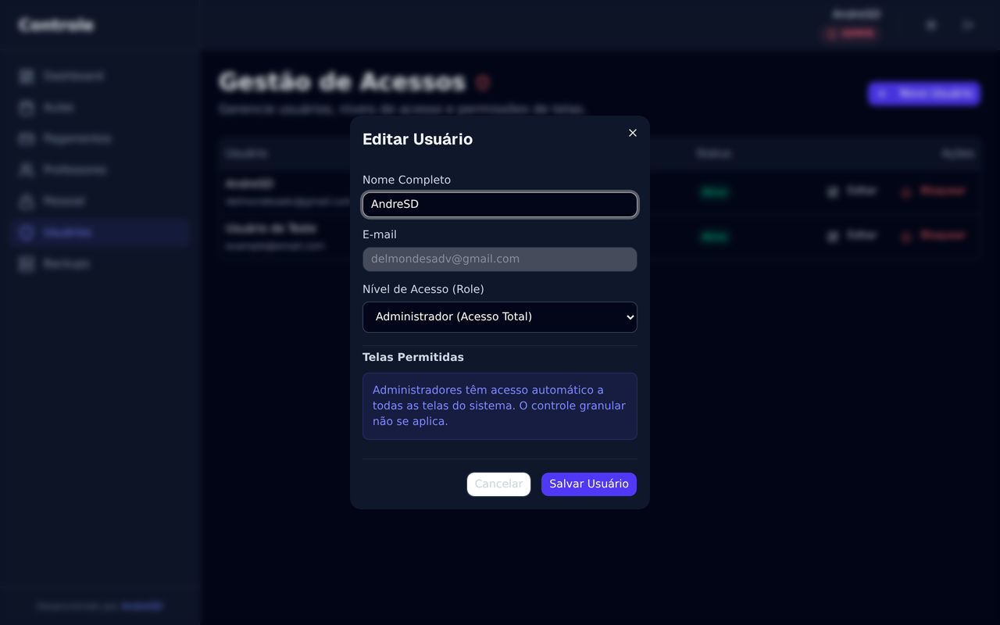 Controle
AndreSD
Dashboard
Aulas
Pagamentos
Professores
Pessoal
Usuários
Backups
Gestão de Acessos
Gerencie usuários, níveis de acesso e permissões de telas.
Novo Usuário
Usuário
Status
Ações
AndreSD
delmondesadv@gmail.com
Ativo
Editar
Bloquear
Usuário de Teste
example@email.com
Ativo
Editar
Bloquear
Editar Usuário
Nome Completo
AndreSD
E-mail
delmondesadv@gmail.com
Nível de Acesso (Role)
Administrador (Acesso Total)
Telas Permitidas
Administradores têm acesso automático a
todas as telas do sistema. O controle granular
não se aplica.
Cancelar
Salvar Usuário
Desenvolvido por AndreSD